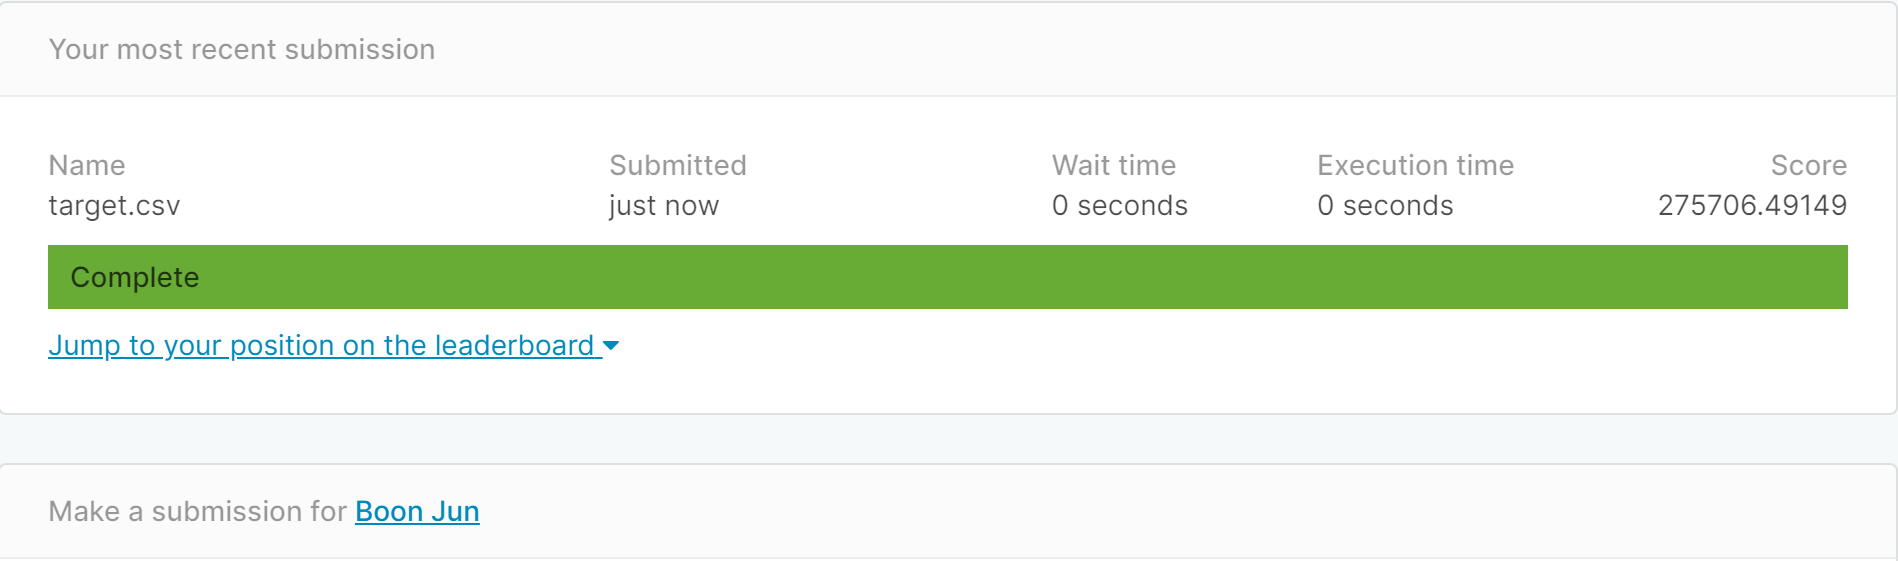 Your most recent submission
Name Submitted Wait time Execution time Score
target.csv just now 0 seconds 0 seconds 275706.49149
Complete
Jump to your position on the leaderboard
Make a submission for Boon Jun